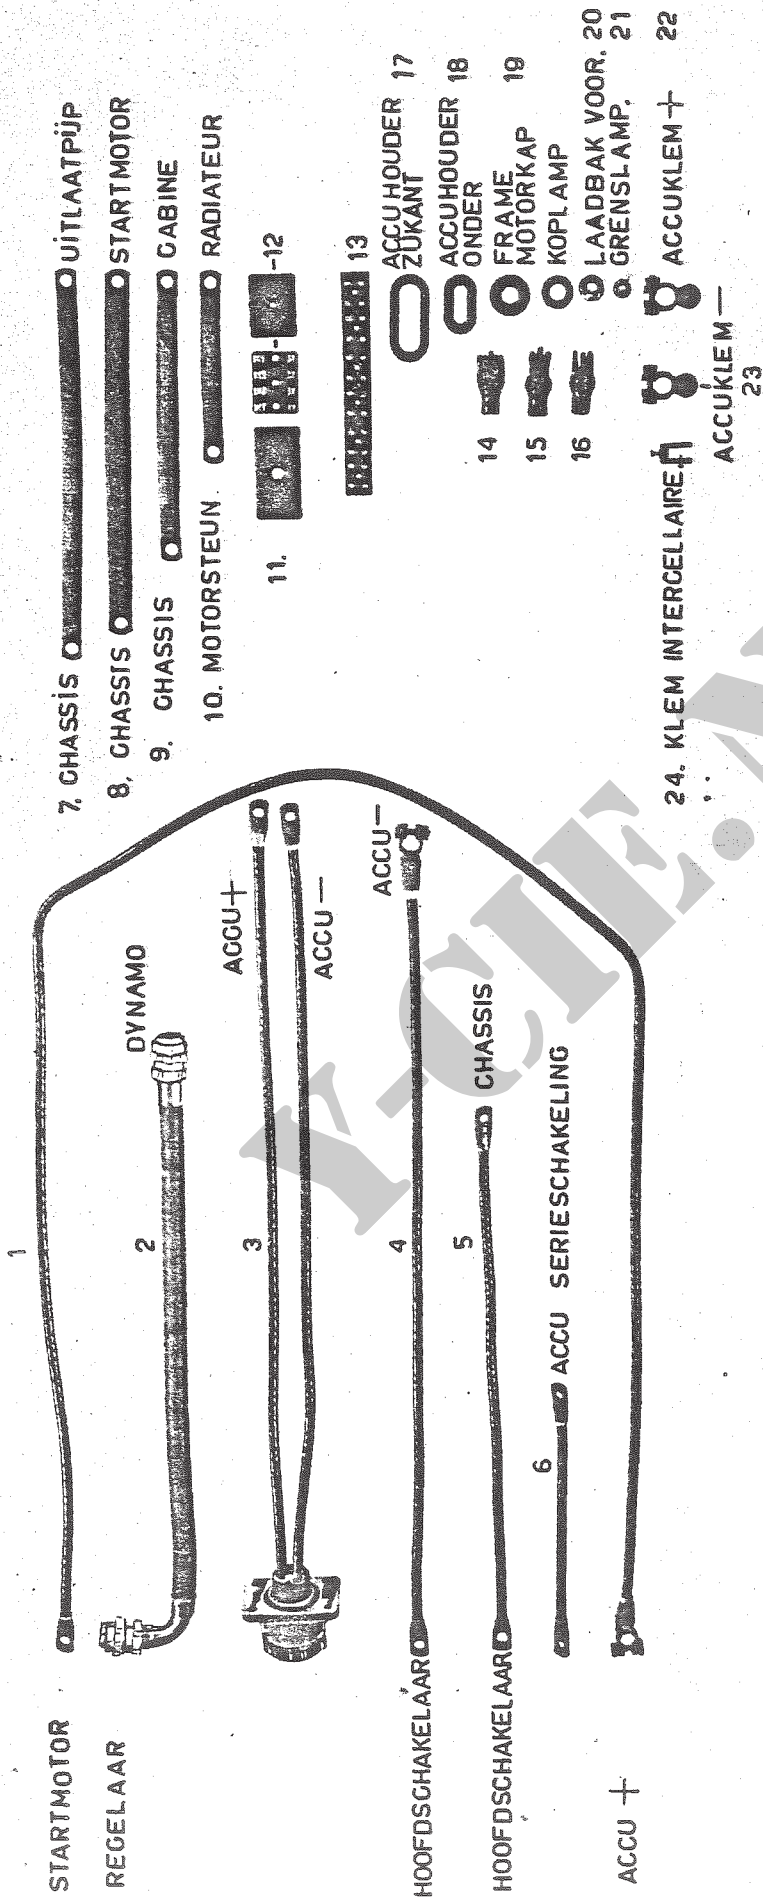 STARTMOTOR
1
REGELAAR
2
DYNAMO
3
ACCU+
ACCU—
HOOFDSCHAKELAAR
4
ACCU—
HOOFDSCHAKELAAR
5
CHASSIS
6
ACCU SERIESCHAKELING
ACCU +
7. CHASSIS
UITLAATPIJP
8. CHASSIS
STARTMOTOR
9. CHASSIS
CABINE
10. MOTORSTEUN
RADIATEUR
11.
-12
13
14
15
16
ACCUHOUDER 17
ZIJKANT
ACCUHOUDER 18
ONDER
FRAME 19
MOTORKAP
KOPLAMP
LAADBAK VOOR. 20
GRENSLAMP. 21
ACCUKLEM+ 22
ACCUKLEM—
23
24. KLEM INTERCELLAIRE.